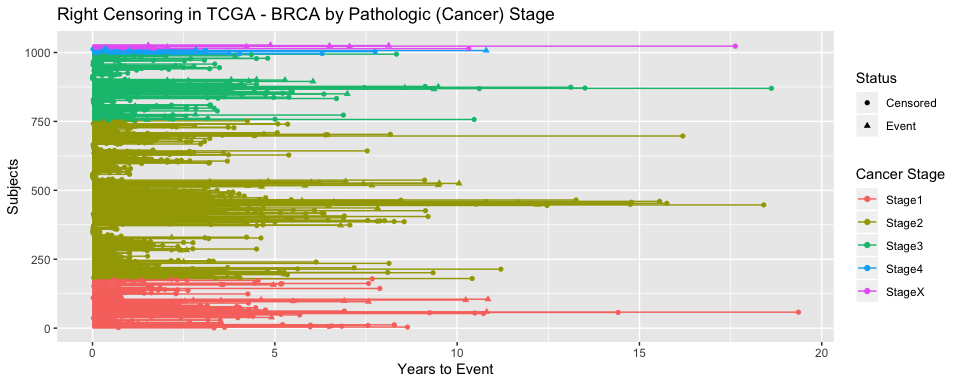 Right Censoring in TCGA - BRCA by Pathologic (Cancer) Stage
1000
750
500
250
0
Subjects
0 5 10 15 20
Years to Event
Status
Censored
Event
Cancer Stage
Stage1
Stage2
Stage3
Stage4
StageX